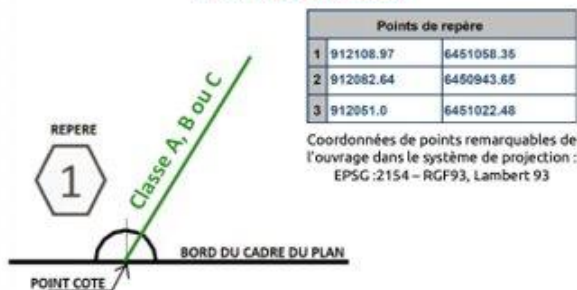 Points de repère
1 912108.97 6451058.35
2 912082.64 6450943.65
3 912051.0 6451022.48
Coordonnées de points remarquables de
l'ouvrage dans le système de projection :
EPSG :2154 – RGF93, Lambert 93
REPERE
1
Classe A, B ou C
BORD DU CADRE DU PLAN
POINT COTE